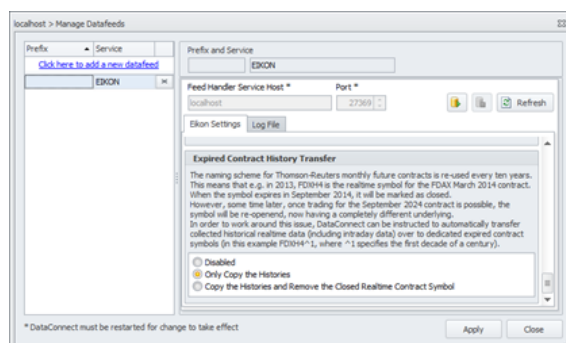 localhost > Manage Datafeeds
Prefix Service
Click here to add a new datafeed
EIKON
Prefix and Service
EIKON
Feed Handler Service Host * Port *
localhost 27369 Refresh
Eikon Settings Log File
Expired Contract History Transfer
The naming scheme for Thomson-Reuters monthly future contracts is re-used every ten years.
This means that e.g. in 2013, FDXH4 is the realtime symbol for the FDAX March 2014 contract.
When the symbol expires in September 2014, it will be marked as closed.
However, some time later, once trading for the September 2024 contract is possible, the
symbol will be re-openend, now having a completely different underlying.
In order to work around this issue, DataConnect can be instructed to automatically transfer
collected historical realtime data (including intraday data) over to dedicated expired contract
symbols (in this example FDXH4^1, where ^1 specifies the first decade of a century).
Disabled
Only Copy the Histories
Copy the Histories and Remove the Closed Realtime Contract Symbol
* DataConnect must be restarted for change to take effect
Apply Close